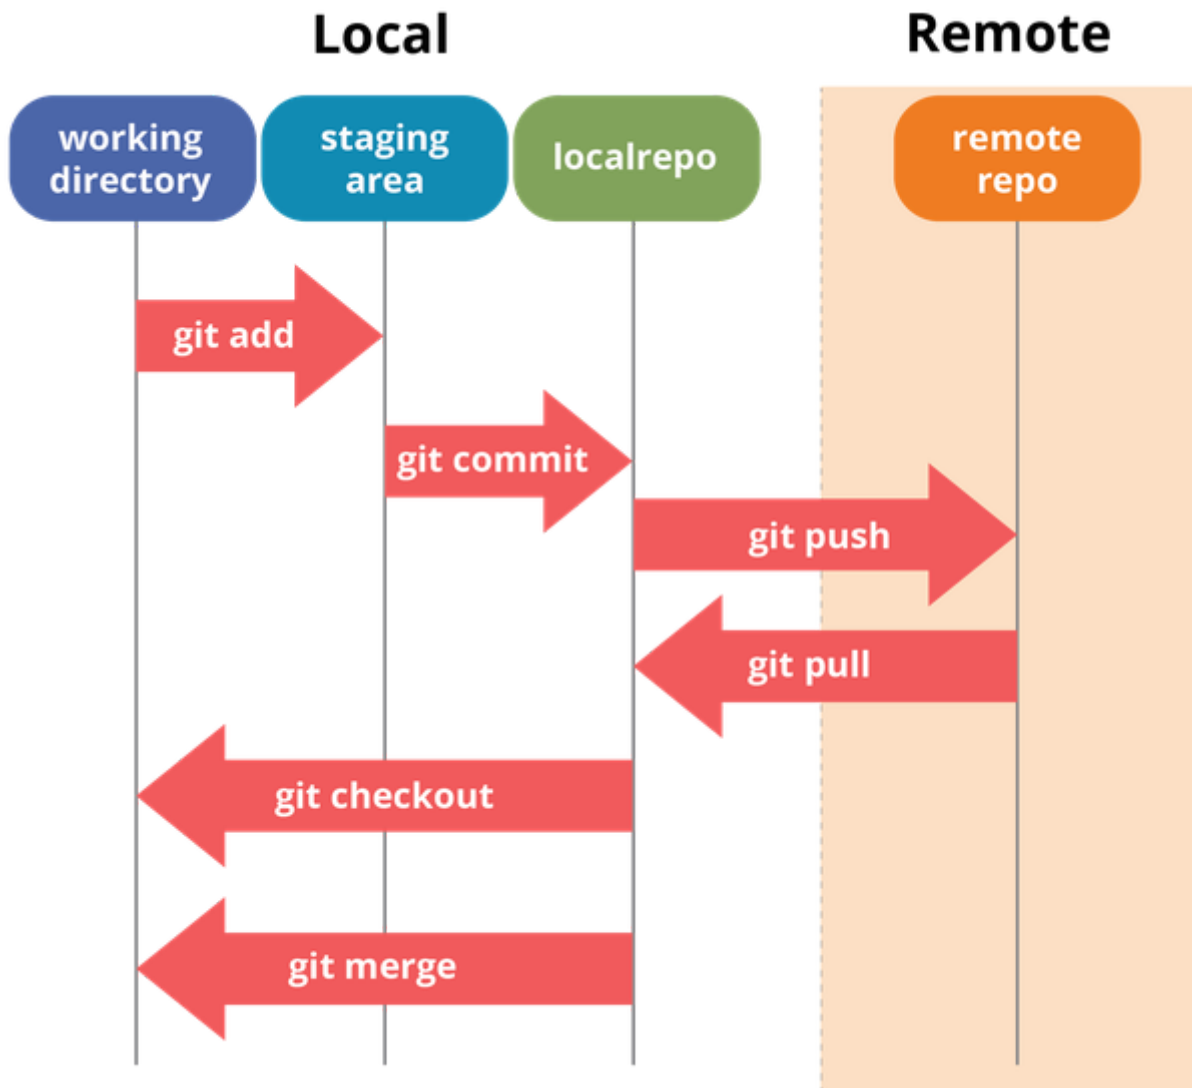 Local
Remote
working
directory
staging
area
localrepo
remote
repo
git add
git commit
git push
git pull
git checkout
git merge